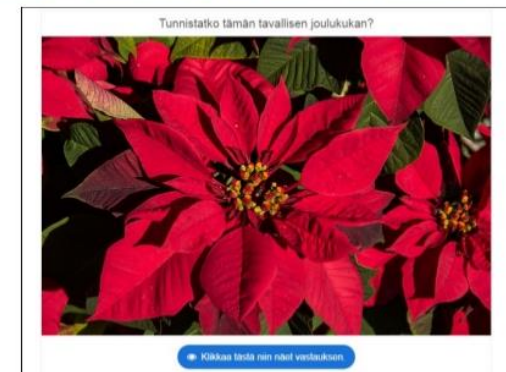 Tunnistatko tämän tavallisen joulukukan?
Klikkaa tästä niin näet vastauksen.